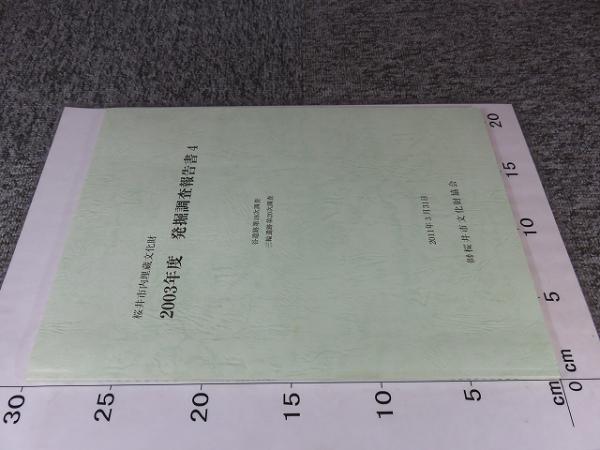 桜井市内埋蔵文化財
2003年度 発掘調査報告書 4
谷遺跡第18次調査
三輪遺跡第20次調査
2011年3月31日
桜井市文化財協会
20
15
10
5
0 cm
cm
5
10
15
20
25
30